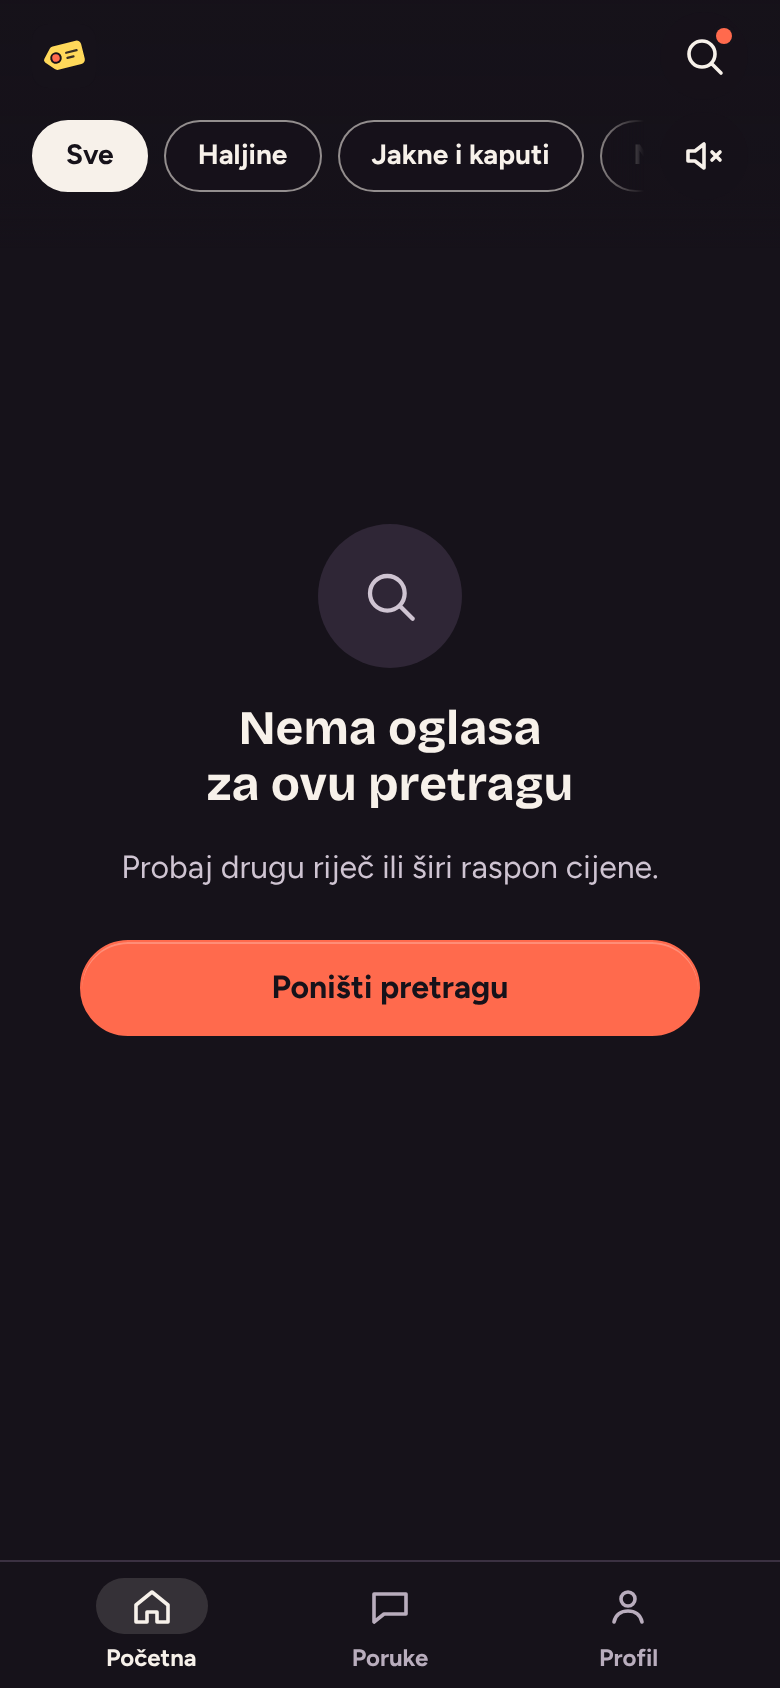 Sve
Haljine
Jakne i kaputi
Nema oglasa
za ovu pretragu
Probaj drugu riječ ili širi raspon cijene.
Poništi pretragu
Početna
Poruke
Profil